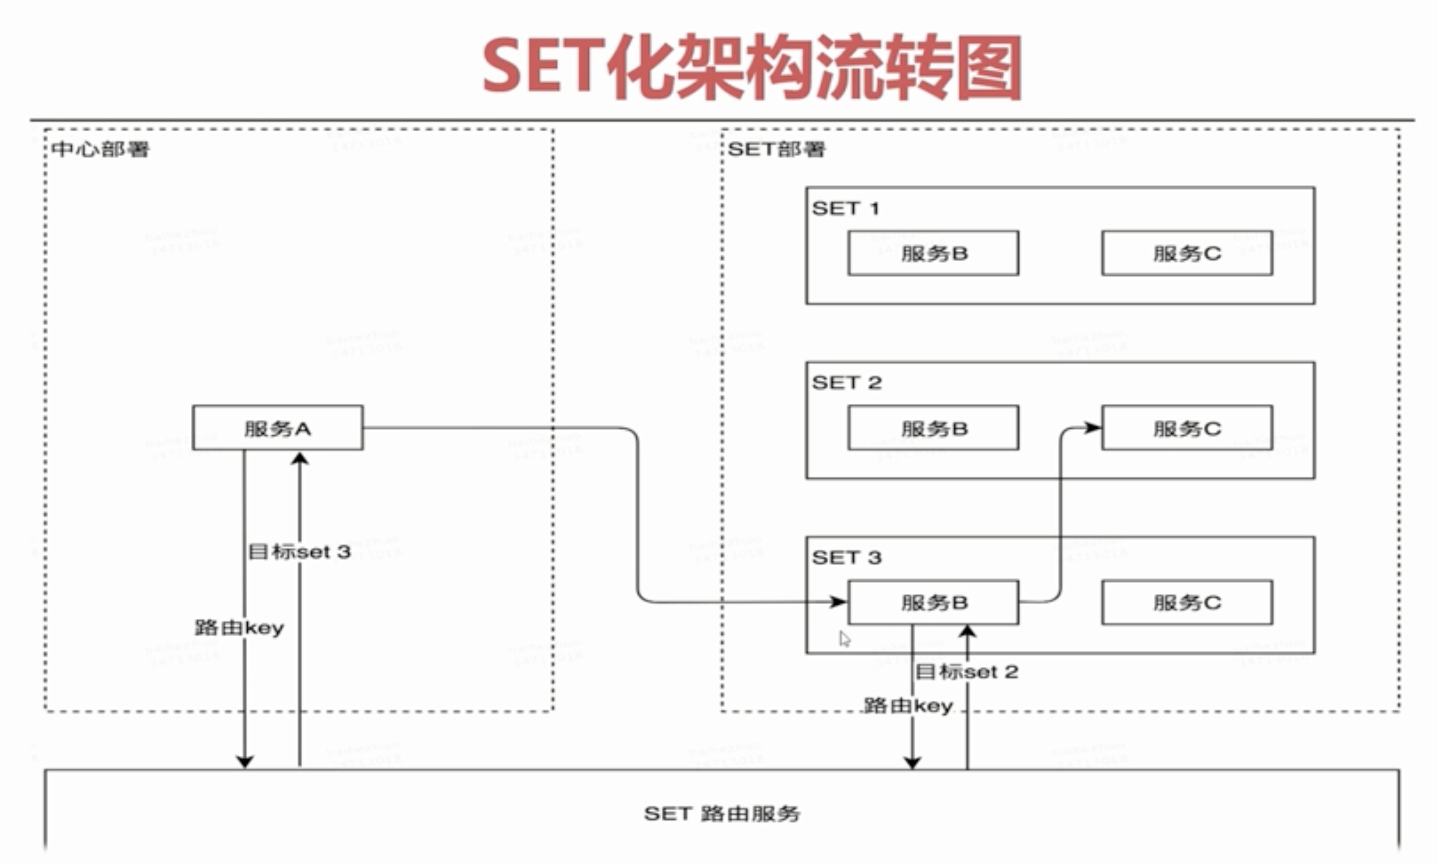 SET化架构流转图
中心部署
SET部署
SET 1
服务B
服务C
SET 2
服务A
服务B
服务C
目标set 3
SET 3
服务B
服务C
路由key
目标set 2
路由key
SET 路由服务